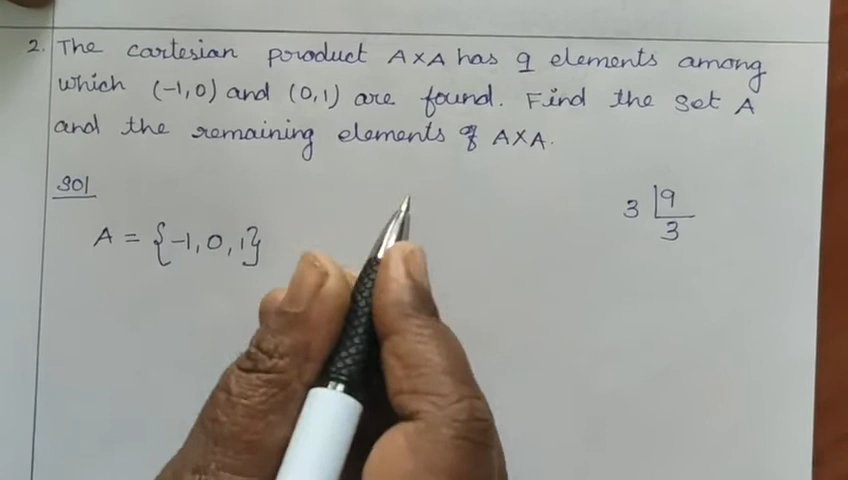 2. The cartesian product A×A has 9 elements among
which (-1,0) and (0,1) are found. Find the set A
and the remaining elements of A×A.
Sol
A = {-1, 0, 1}
3 | 9
3